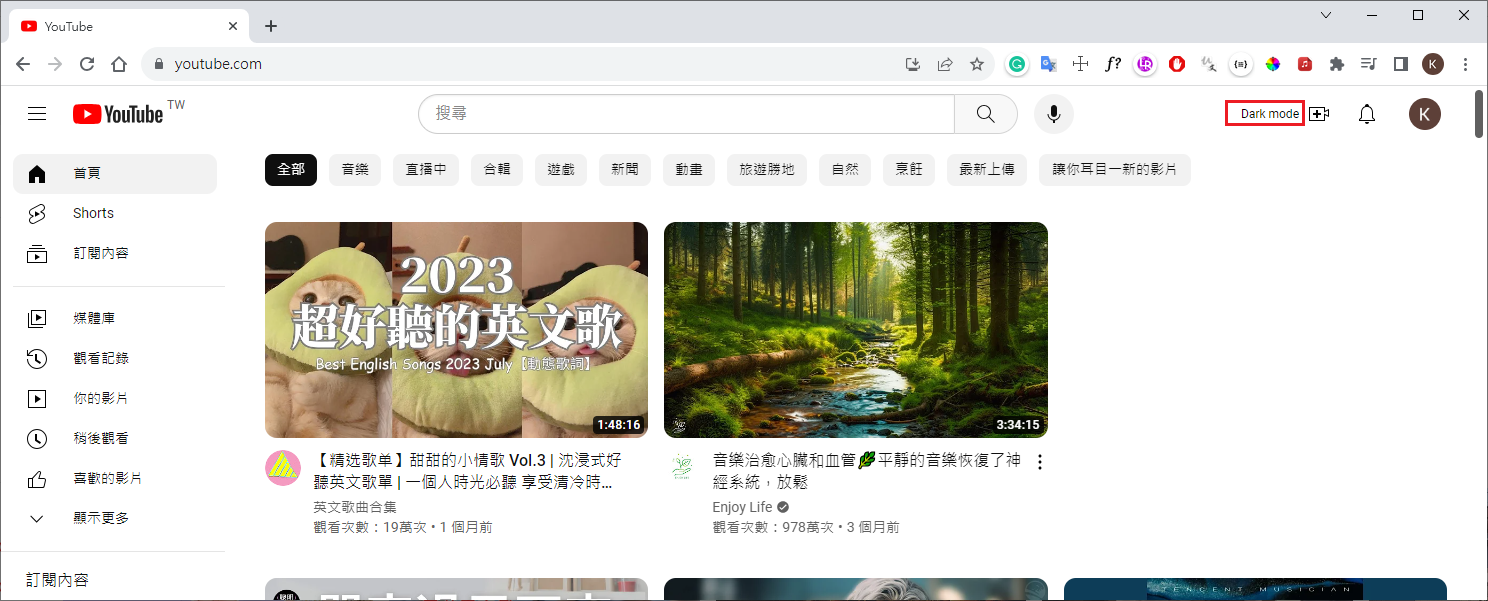 YouTube
youtube.com
f?
LR
{≡}
K
YouTube TW
搜尋
Dark mode
K
首頁
Shorts
訂閱內容
媒體庫
觀看記錄
你的影片
稍後觀看
喜歡的影片
顯示更多
訂閱內容
全部 音樂 直播中 合輯 遊戲 新聞 動畫 旅遊勝地 自然 烹飪 最新上傳 讓你耳目一新的影片
2023
超好聽的英文歌
Best English Songs 2023 July【動態歌詞】
1:48:16
【精选歌单】甜甜的小情歌 Vol.3 | 沈浸式好
聽英文歌單 | 一個人時光必聽 享受清冷時...
英文歌曲合集
觀看次數：19萬次 • 1 個月前
3:34:15
音樂治愈心臟和血管🌿平靜的音樂恢復了神
經系統，放鬆
Enjoy Life
觀看次數：978萬次 • 3 個月前
TENCENT MUSICIAN